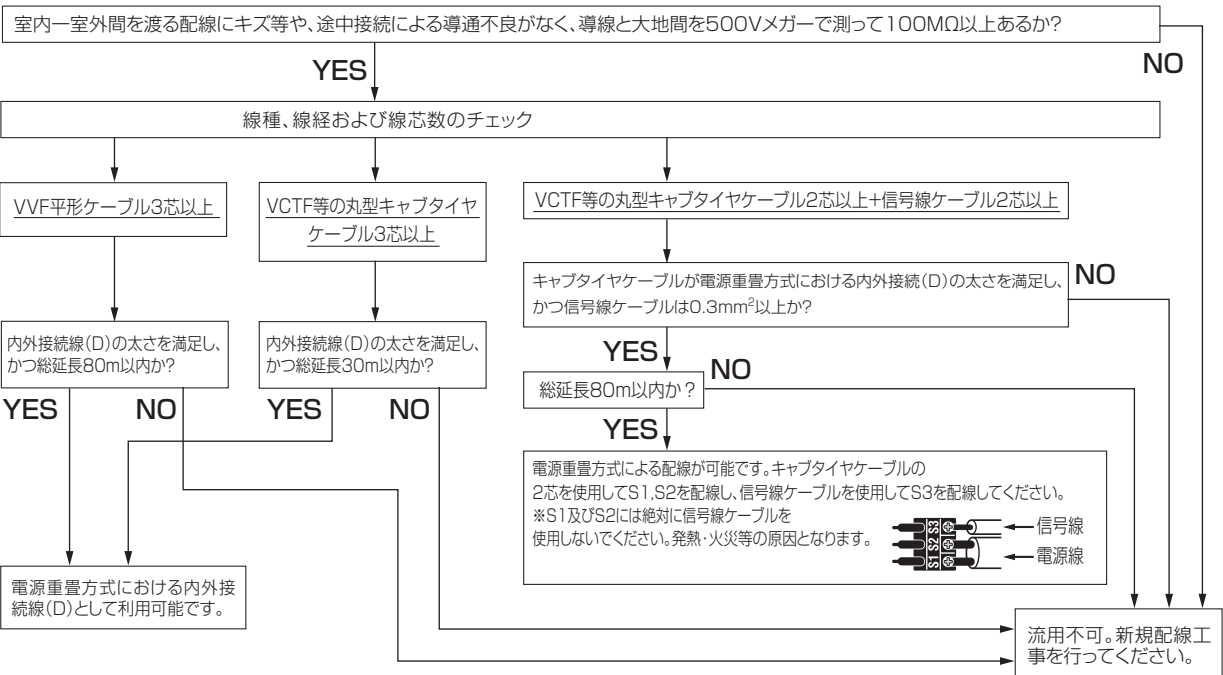 室内ー室外間を渡る配線にキズ等や、途中接続による導通不良がなく、導線と大地間を500Vメガーで測って100MΩ以上あるか?
YES
NO
線種、線経および線芯数のチェック
VVF平形ケーブル3芯以上
VCTF等の丸型キャブタイヤ
ケーブル3芯以上
VCTF等の丸型キャブタイヤケーブル2芯以上+信号線ケーブル2芯以上
キャブタイヤケーブルが電源重畳方式における内外接続(D)の太さを満足し、
かつ信号線ケーブルは0.3mm²以上か?
NO
内外接続線(D)の太さを満足し、
かつ総延長80m以内か?
内外接続線(D)の太さを満足し、
かつ総延長30m以内か?
YES
総延長80m以内か?
NO
YES
NO
YES
NO
YES
電源重畳方式による配線が可能です。キャブタイヤケーブルの
2芯を使用してS1,S2を配線し、信号線ケーブルを使用してS3を配線してください。
※S1及びS2には絶対に信号線ケーブルを
使用しないでください。発熱・火災等の原因となります。
S1 S2 S3
信号線
電源線
電源重畳方式における内外接
続線(D)として利用可能です。
流用不可。新規配線工
事を行ってください。